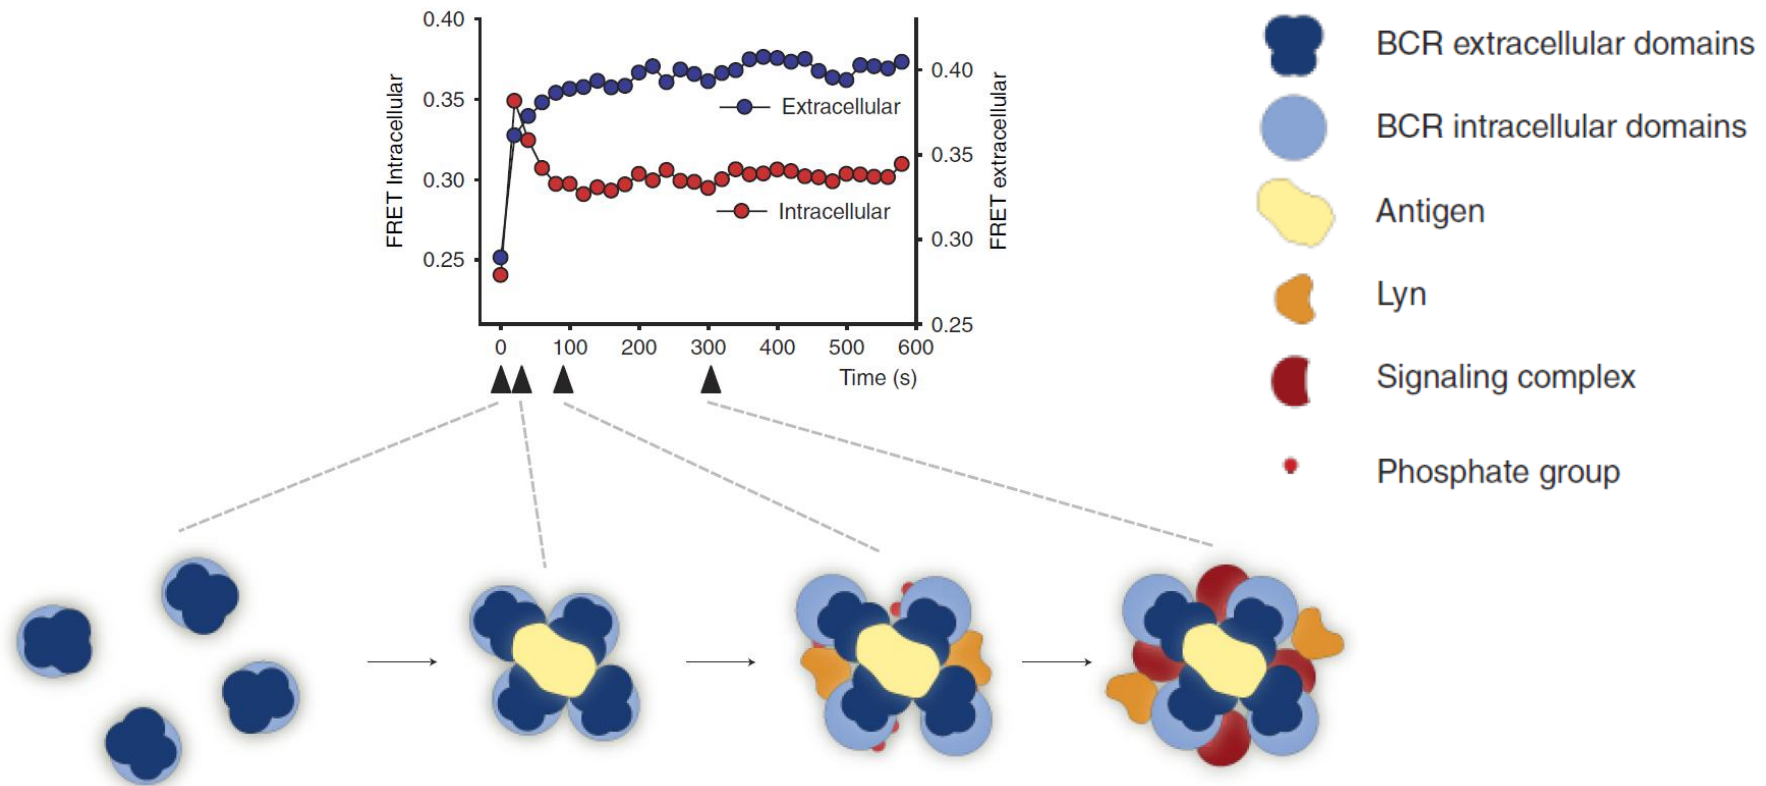 FRET Intracellular
0.40
0.35
0.30
0.25
Extracellular
Intracellular
0.40
0.35
0.30
0.25
FRET extracellular
0 100 200 300 400 500 600
Time (s)
BCR extracellular domains
BCR intracellular domains
Antigen
Lyn
Signaling complex
Phosphate group